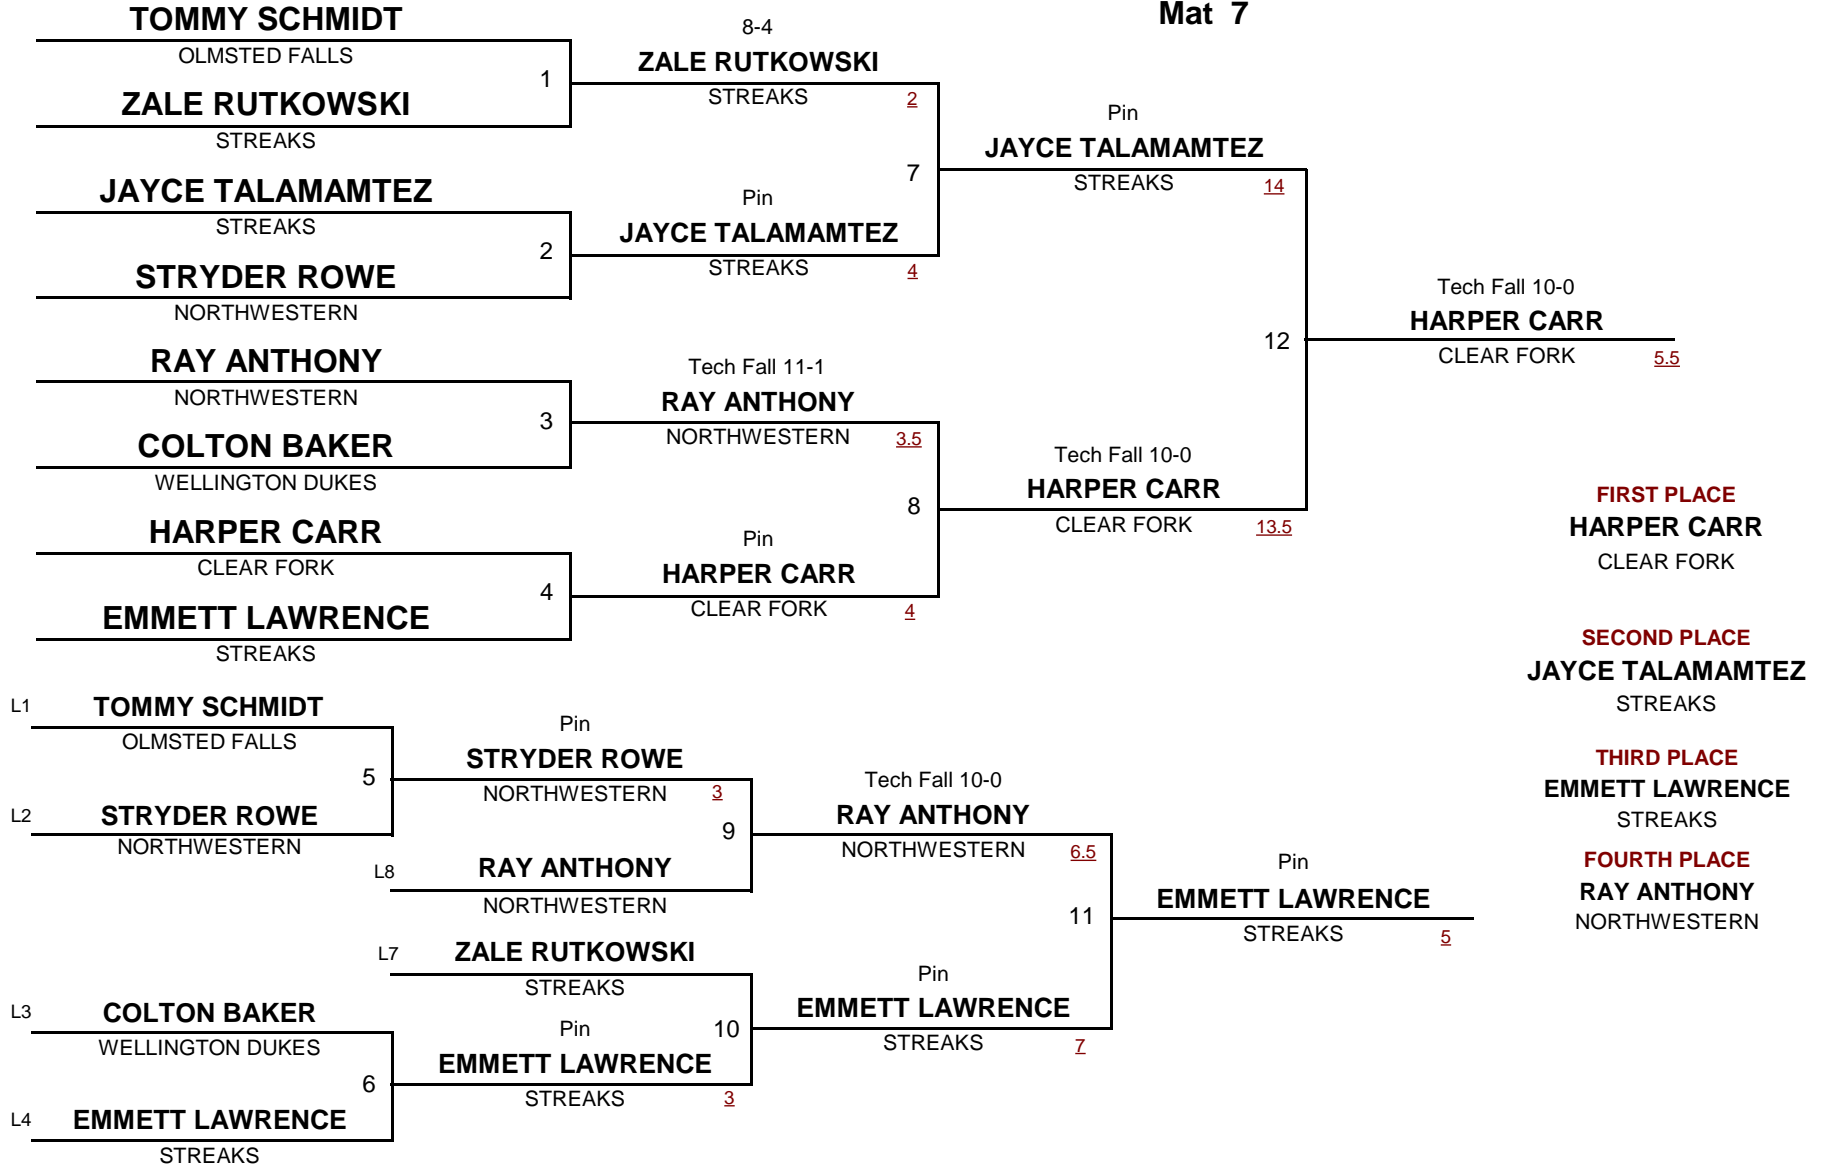 Mat 7
TOMMY SCHMIDT
OLMSTED FALLS
1
ZALE RUTKOWSKI
STREAKS
JAYCE TALAMAMTEZ
STREAKS
2
STRYDER ROWE
NORTHWESTERN
RAY ANTHONY
NORTHWESTERN
3
COLTON BAKER
WELLINGTON DUKES
HARPER CARR
CLEAR FORK
4
EMMETT LAWRENCE
STREAKS
8-4
ZALE RUTKOWSKI
STREAKS 2
7
Pin
JAYCE TALAMAMTEZ
STREAKS 4
Tech Fall 11-1
RAY ANTHONY
NORTHWESTERN 3.5
8
Pin
HARPER CARR
CLEAR FORK 4
Pin
JAYCE TALAMAMTEZ
STREAKS 14
12
Tech Fall 10-0
HARPER CARR
CLEAR FORK 13.5
Tech Fall 10-0
HARPER CARR
CLEAR FORK 5.5
FIRST PLACE
HARPER CARR
CLEAR FORK
SECOND PLACE
JAYCE TALAMAMTEZ
STREAKS
THIRD PLACE
EMMETT LAWRENCE
STREAKS
FOURTH PLACE
RAY ANTHONY
NORTHWESTERN
L1 TOMMY SCHMIDT
OLMSTED FALLS
5
L2 STRYDER ROWE
NORTHWESTERN
Pin
STRYDER ROWE
NORTHWESTERN 3
9
L8 RAY ANTHONY
NORTHWESTERN
L7 ZALE RUTKOWSKI
STREAKS
10
L3 COLTON BAKER
WELLINGTON DUKES
6
L4 EMMETT LAWRENCE
STREAKS
Pin
EMMETT LAWRENCE
STREAKS 3
Tech Fall 10-0
RAY ANTHONY
NORTHWESTERN 6.5
11
Pin
EMMETT LAWRENCE
STREAKS 7
Pin
EMMETT LAWRENCE
STREAKS 5